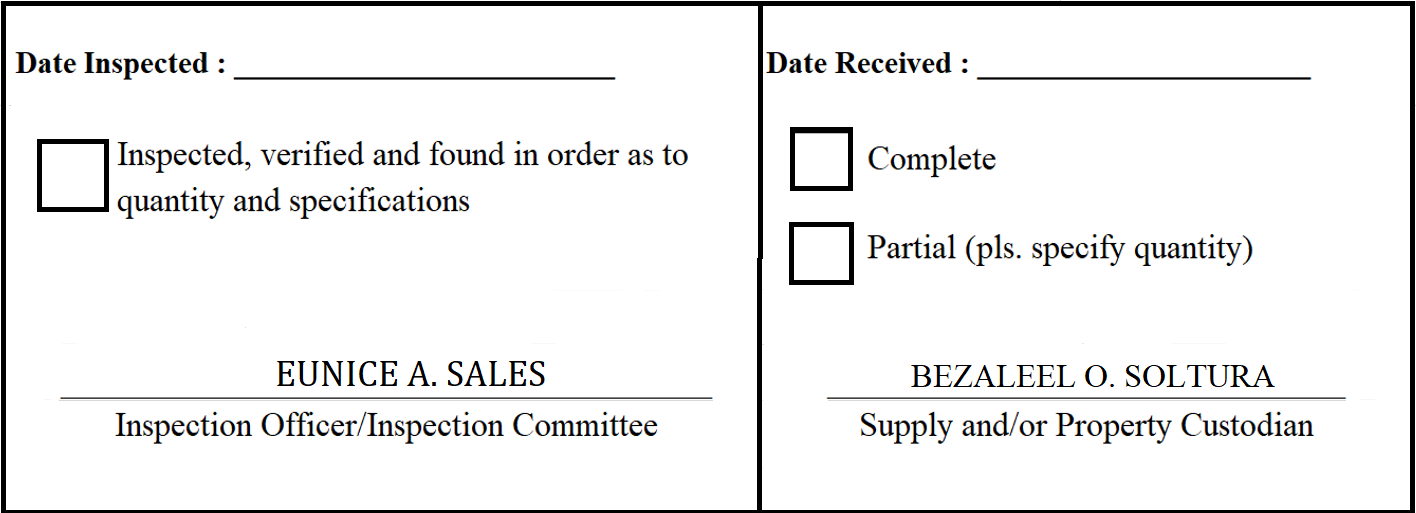 Date Inspected : ________________________
Inspected, verified and found in order as to
quantity and specifications
EUNICE A. SALES
Inspection Officer/Inspection Committee
Date Received : _____________________
Complete
Partial (pls. specify quantity)
BEZALEEL O. SOLTURA
Supply and/or Property Custodian